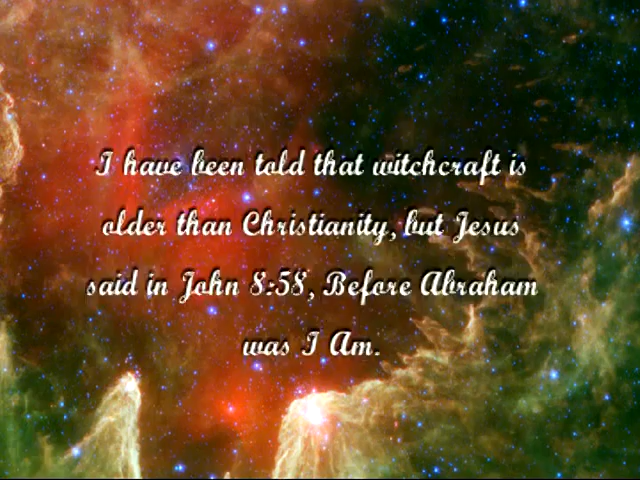 I have been told that witchcraft is
older than Christianity, but Jesus
said in John 8:58, Before Abraham
was I Am.